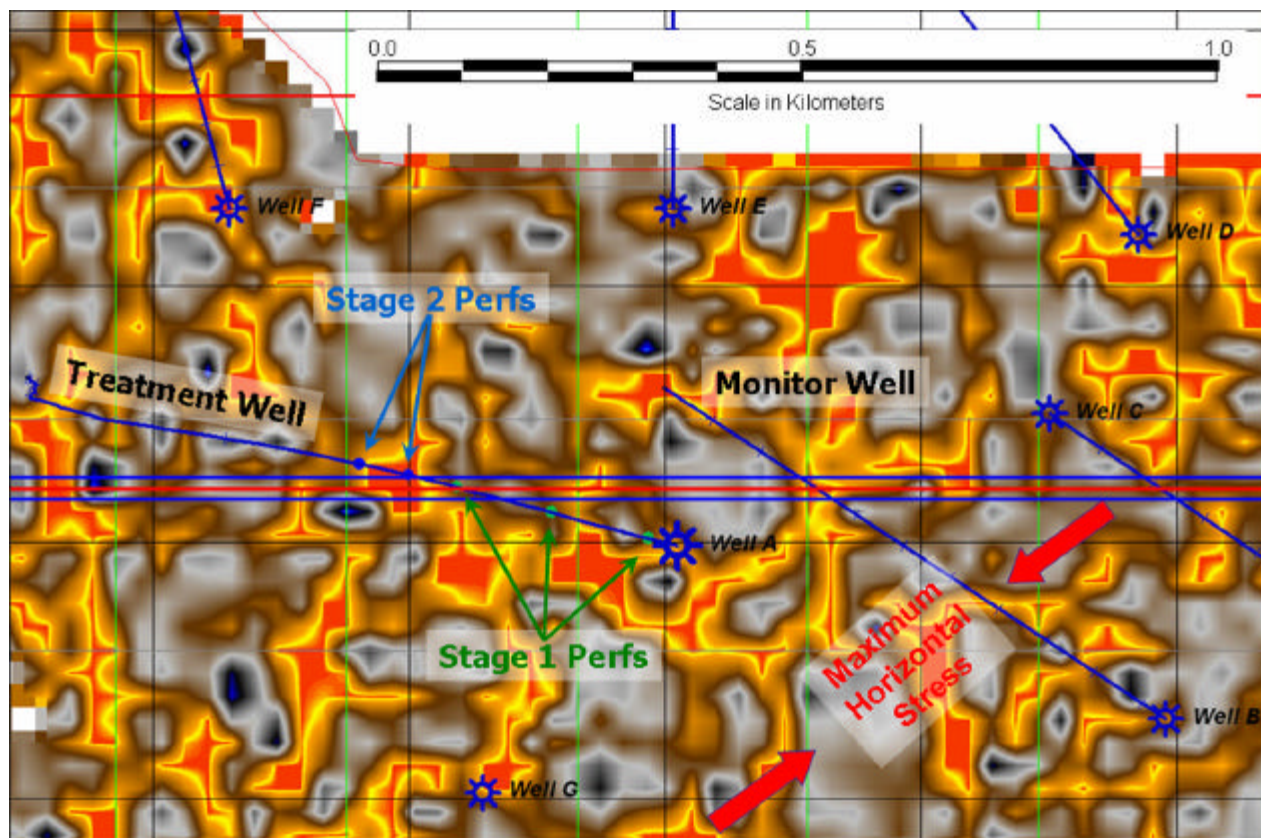 0.0 0.5 1.0
Scale in Kilometers
Well F
Well E
Well D
Stage 2 Perfs
Treatment Well
Monitor Well
Well C
Well A
Maximum
Horizontal
Stress
Stage 1 Perfs
Well B
Well G